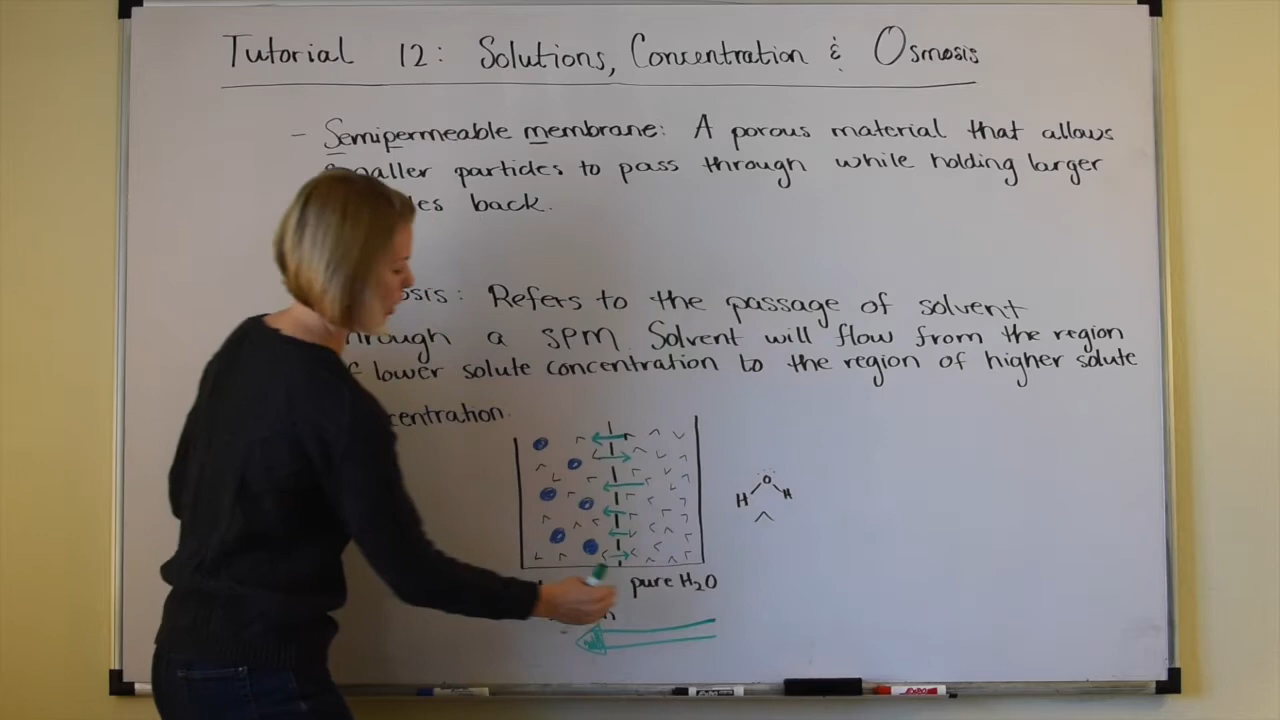 Tutorial 12: Solutions, Concentration & Osmosis
- Semipermeable membrane: A porous material that allows
particles to pass through while holding larger
back.
: Refers to the passage of solvent
a SPM. Solvent will flow from the region
lower solute concentration to the region of higher solute
.
O
H H
pure H₂O